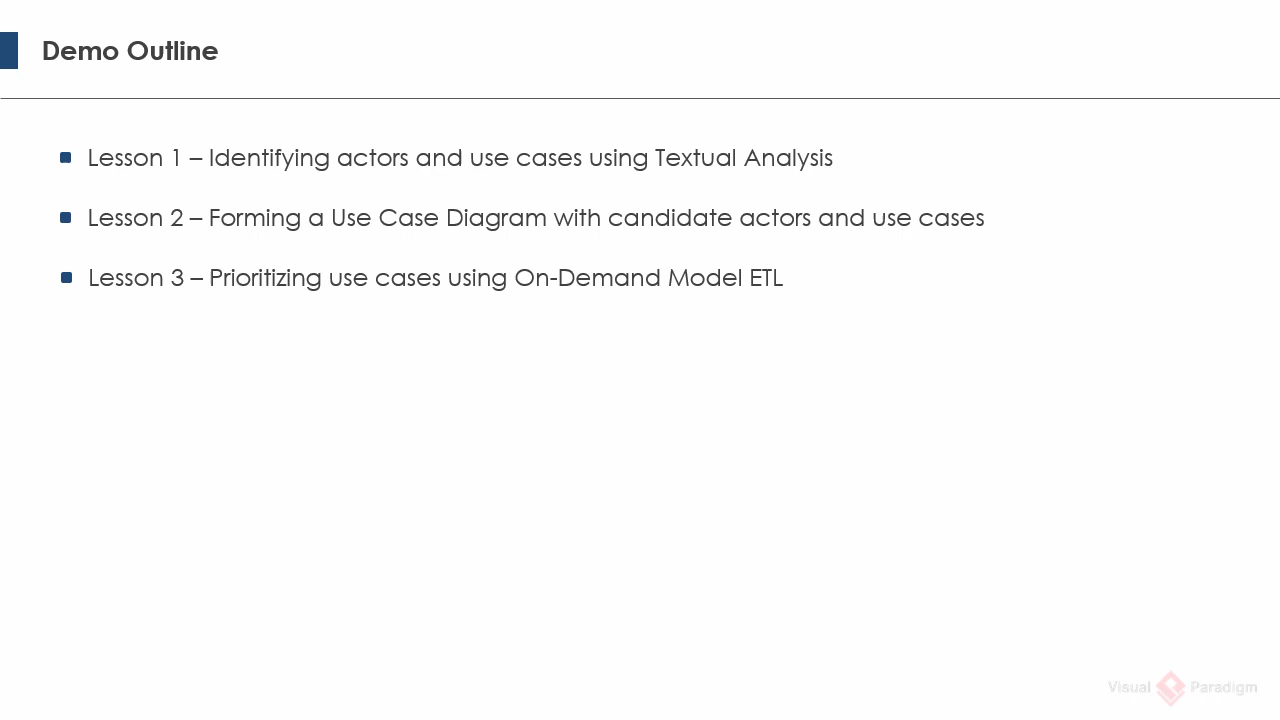 Demo Outline
Lesson 1 – Identifying actors and use cases using Textual Analysis
Lesson 2 – Forming a Use Case Diagram with candidate actors and use cases
Lesson 3 – Prioritizing use cases using On-Demand Model ETL
Visual Paradigm